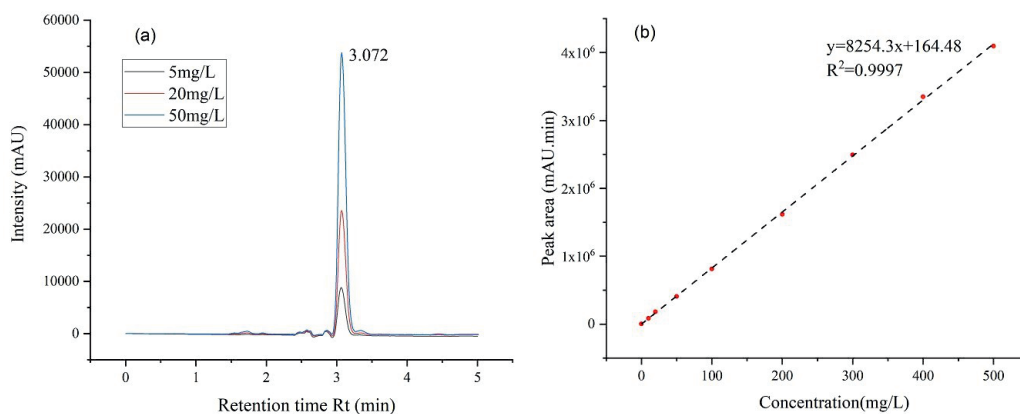 (a)
3.072
5mg/L
20mg/L
50mg/L
60000
50000
40000
30000
20000
10000
0
Intensity (mAU)
0 1 2 3 4 5
Retention time Rt (min)
(b)
y=8254.3x+164.48
R²=0.9997
4x10⁶
3x10⁶
2x10⁶
1x10⁶
0
Peak area (mAU.min)
0 100 200 300 400 500
Concentration(mg/L)